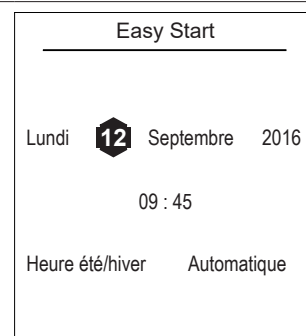 Easy Start
Lundi 12 Septembre 2016
09 : 45
Heure été/hiver Automatique